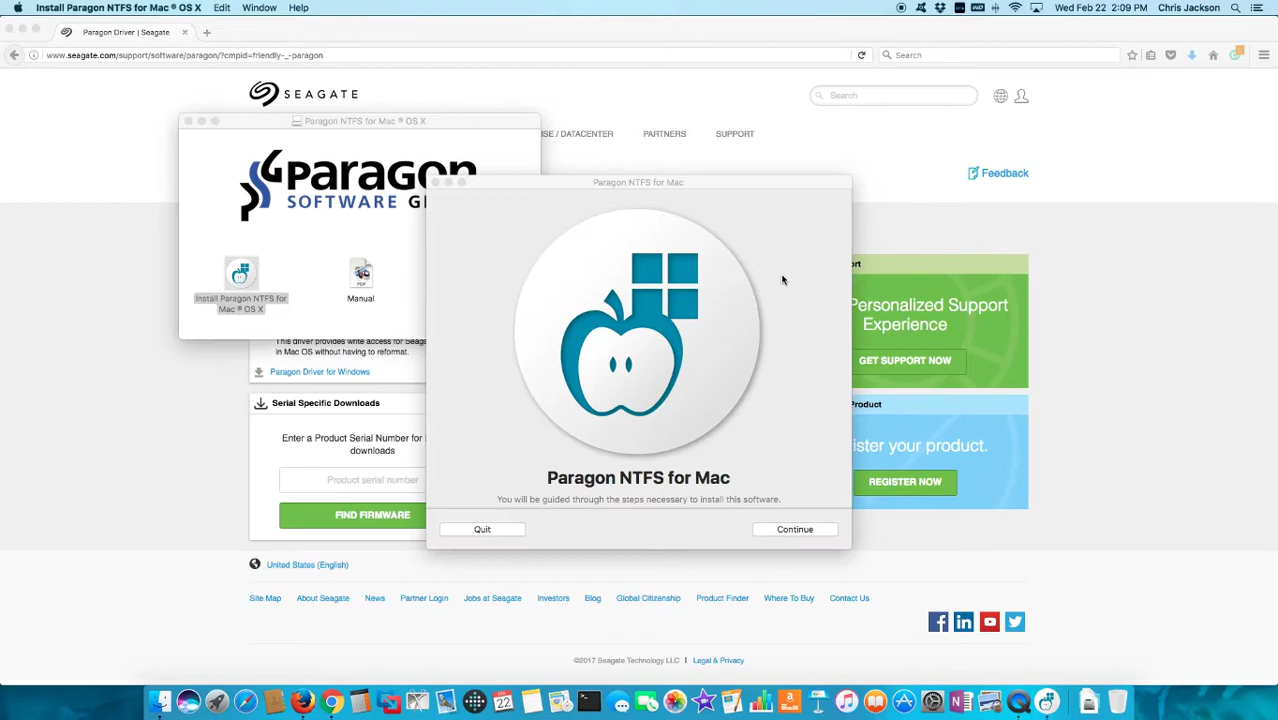 Install Paragon NTFS for Mac ® OS X Edit Window Help Wed Feb 22 2:09 PM Chris Jackson
Paragon Driver | Seagate
www.seagate.com/support/software/paragon/?cmpid=friendly-_-paragon
Search
SEAGATE
Search
ISE / DATACENTER PARTNERS SUPPORT
Feedback
Paragon NTFS for Mac ® OS X
Paragon
SOFTWARE G
Install Paragon NTFS for
Mac ® OS X
PDF
Manual
Paragon NTFS for Mac
Paragon NTFS for Mac
You will be guided through the steps necessary to install this software.
Quit
Continue
This driver provides write access for Seag
in Mac OS without having to reformat.
Paragon Driver for Windows
Serial Specific Downloads
Enter a Product Serial Number for
downloads
Product serial number
FIND FIRMWARE
ort
Personalized Support
Experience
GET SUPPORT NOW
Product
ister your product.
REGISTER NOW
United States (English)
Site Map About Seagate News Partner Login Jobs at Seagate Investors Blog Global Citizenship Product Finder Where To Buy Contact Us
©2017 Seagate Technology LLC | Legal & Privacy
22